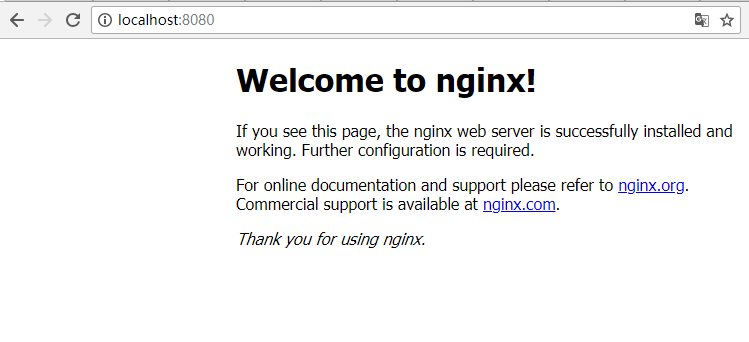 localhost:8080
Welcome to nginx!
If you see this page, the nginx web server is successfully installed and
working. Further configuration is required.
For online documentation and support please refer to nginx.org.
Commercial support is available at nginx.com.
Thank you for using nginx.